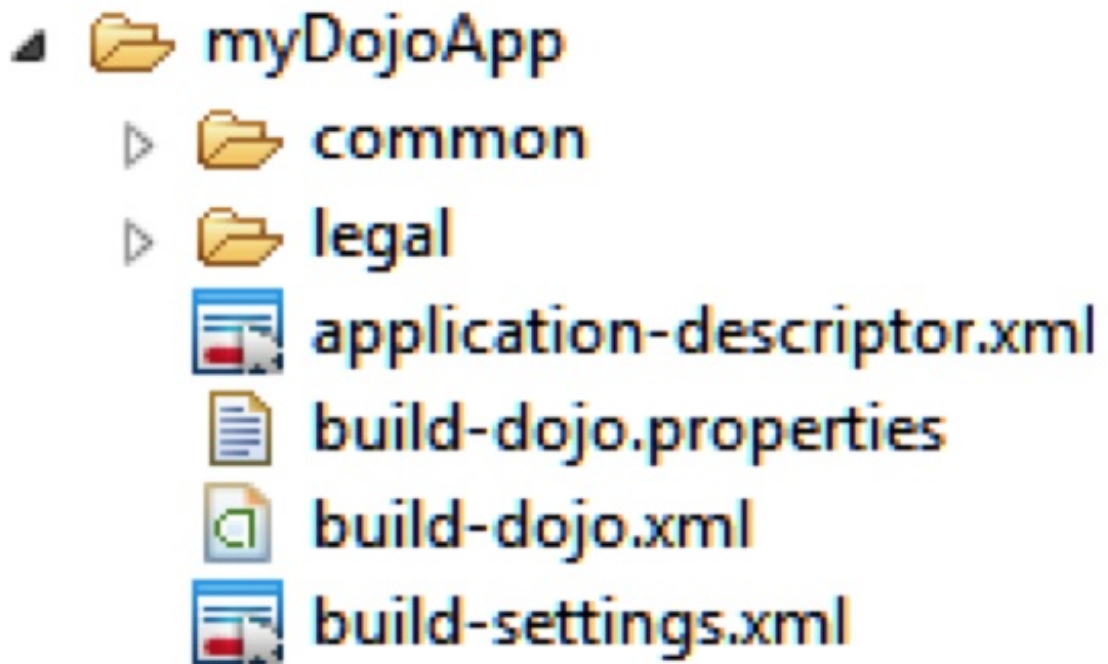 myDojoApp
common
legal
application-descriptor.xml
build-dojo.properties
build-dojo.xml
build-settings.xml